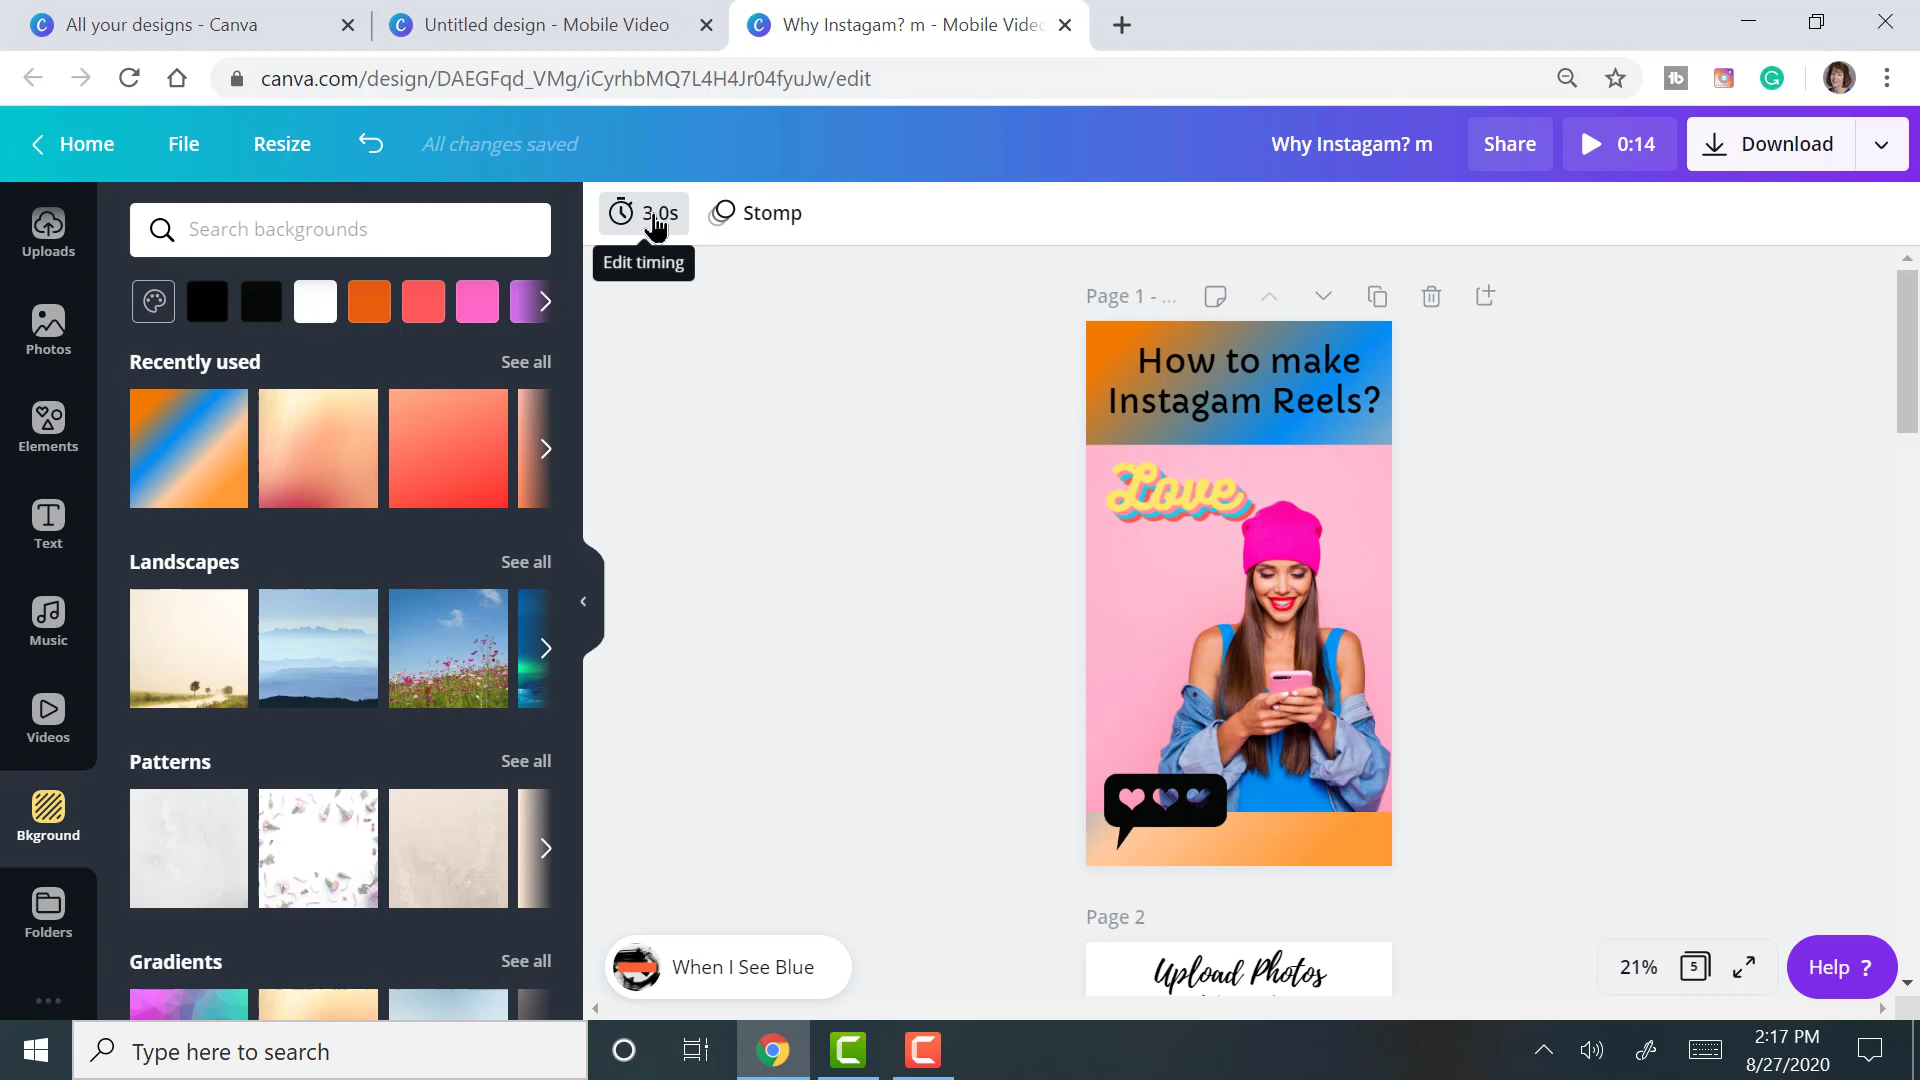 All your designs - Canva
Untitled design - Mobile Video
Why Instagam? m - Mobile Vide
canva.com/design/DAEGFqd_VMg/iCyrhbMQ7L4H4Jr04fyuJw/edit
Home
File
Resize
All changes saved
Why Instagam? m
Share
0:14
Download
3.0s
Stomp
Edit timing
Uploads
Photos
Elements
Text
Music
Videos
Bkground
Folders
Search backgrounds
Recently used
See all
Landscapes
See all
Patterns
See all
Gradients
See all
Page 1 - ...
How to make
Instagam Reels?
Love
Page 2
Upload Photos
When I See Blue
21%
5
Help ?
Type here to search
2:17 PM
8/27/2020